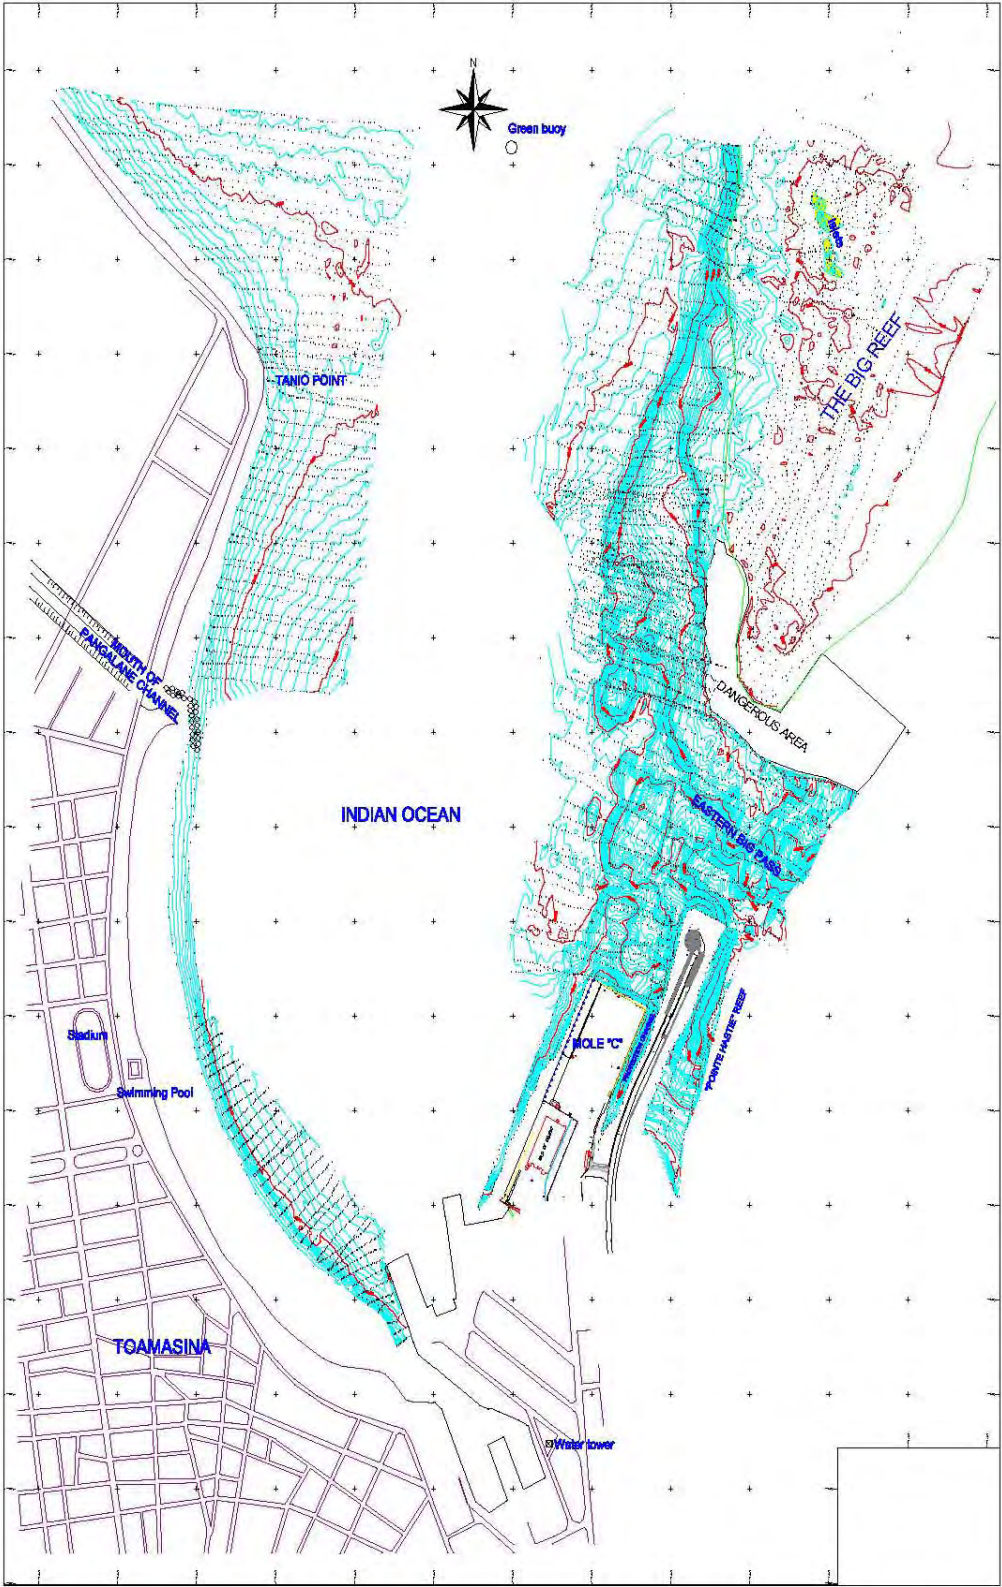 N
Green buoy
Islets
THE BIG REEF
TANIO POINT
MOUTH OF
PANGALANE CHANNEL
DANGEROUS AREA
INDIAN OCEAN
EASTERN BIG PASS
"POINTE HASTIE" REEF
MOLE "C"
Stadium
Swimming Pool
TOAMASINA
Water tower